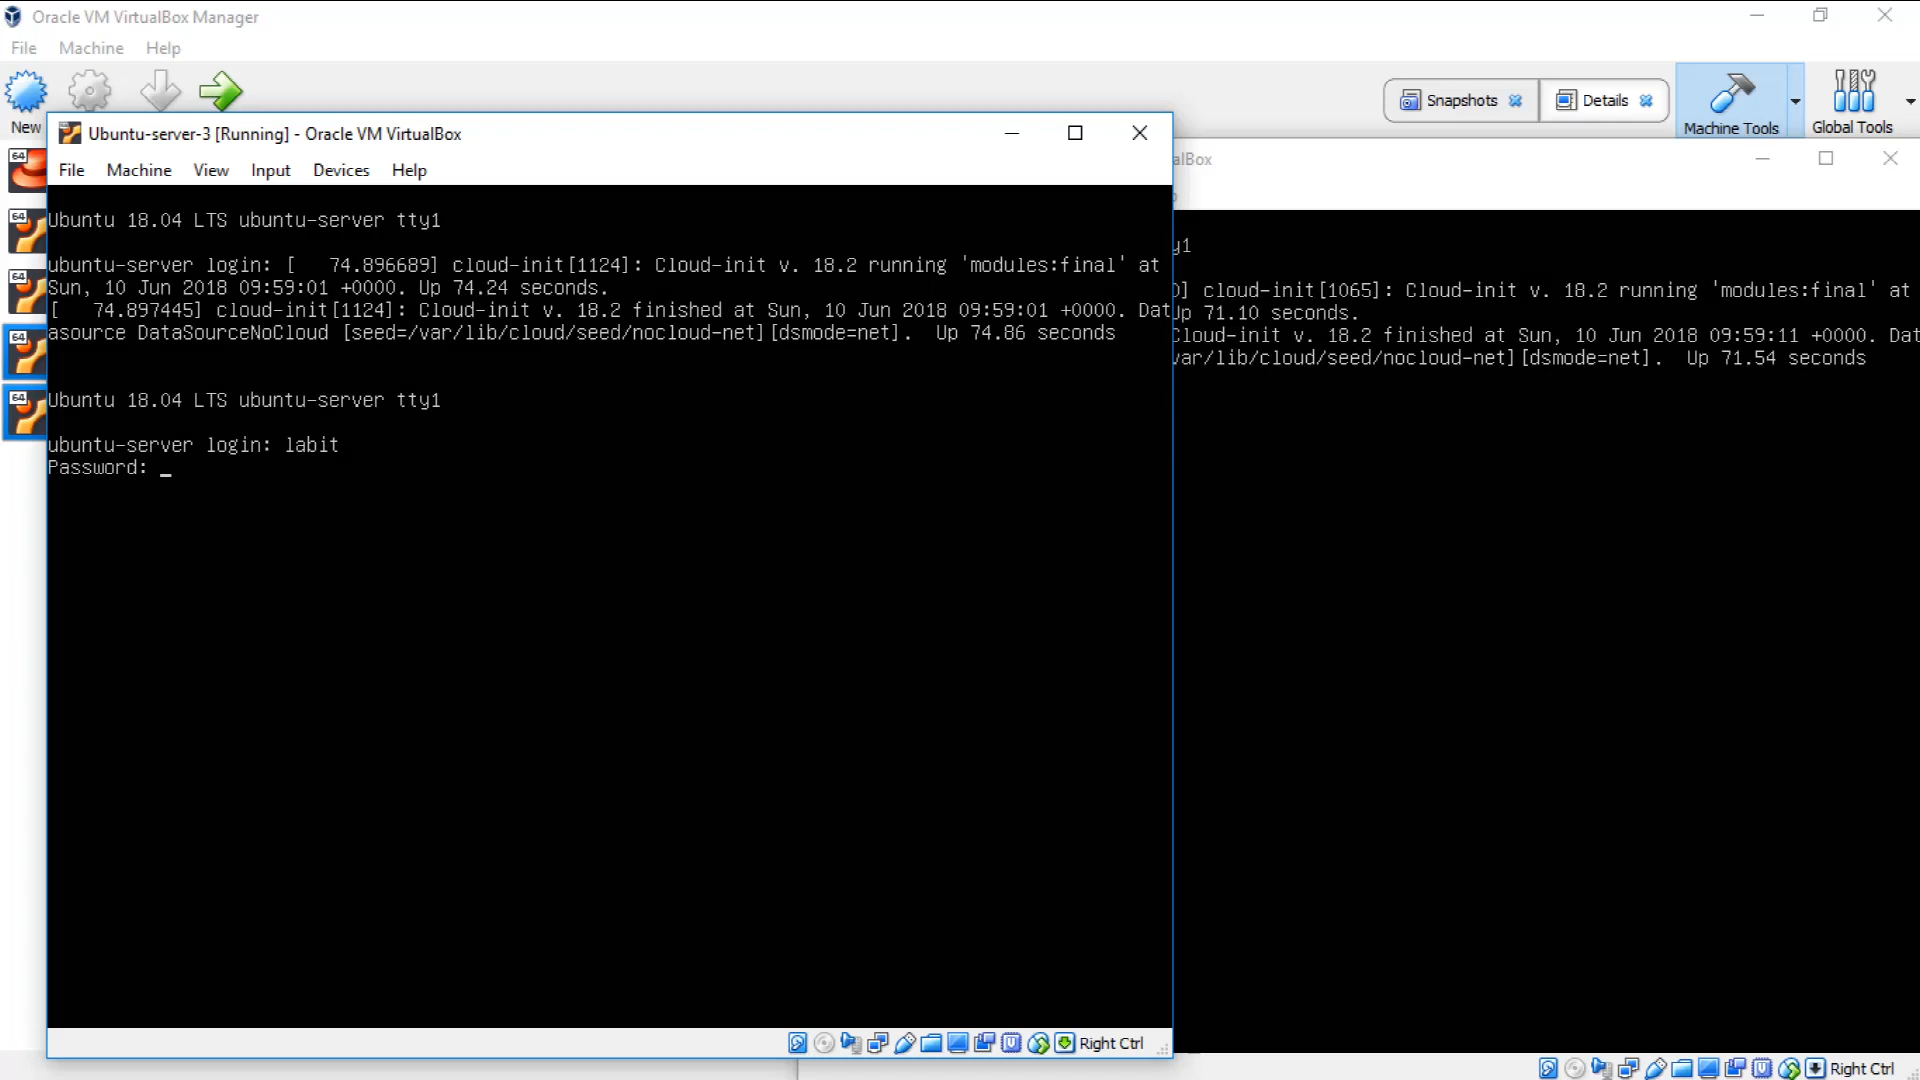 Oracle VM VirtualBox Manager
File Machine Help
New
Snapshots
Details
Machine Tools
Global Tools
Ubuntu-server-3 [Running] - Oracle VM VirtualBox
File Machine View Input Devices Help
Ubuntu 18.04 LTS ubuntu-server tty1
ubuntu-server login: [   74.896689] cloud-init[1124]: Cloud-init v. 18.2 running 'modules:final' at
Sun, 10 Jun 2018 09:59:01 +0000. Up 74.24 seconds.
[   74.897445] cloud-init[1124]: Cloud-init v. 18.2 finished at Sun, 10 Jun 2018 09:59:01 +0000. Dat
asource DataSourceNoCloud [seed=/var/lib/cloud/seed/nocloud-net][dsmode=net].  Up 74.86 seconds
Ubuntu 18.04 LTS ubuntu-server tty1
ubuntu-server login: labit
Password: _
Right Ctrl
alBox
y1
0] cloud-init[1065]: Cloud-init v. 18.2 running 'modules:final' at
Up 71.10 seconds.
Cloud-init v. 18.2 finished at Sun, 10 Jun 2018 09:59:11 +0000. Dat
var/lib/cloud/seed/nocloud-net][dsmode=net].  Up 71.54 seconds
Right Ctrl
64
64
64
64
64